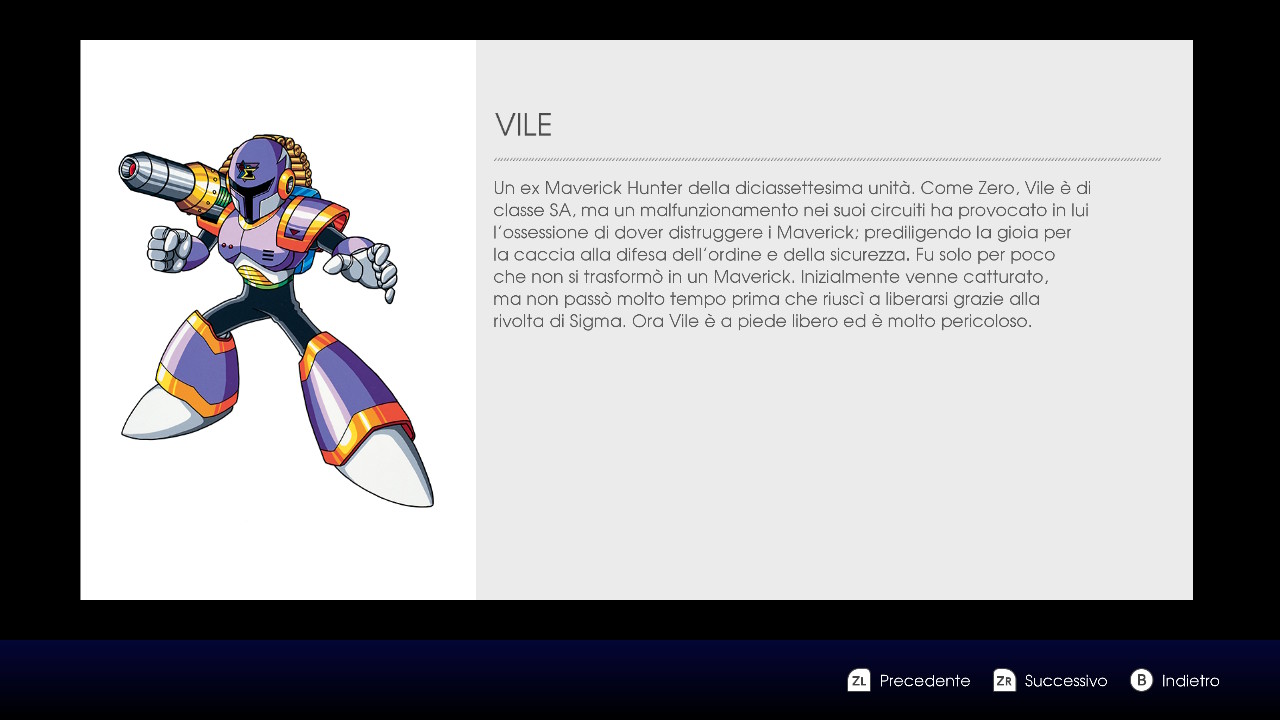 VILE
Un ex Maverick Hunter della diciassettesima unità. Come Zero, Vile è di
classe SA, ma un malfunzionamento nei suoi circuiti ha provocato in lui
l'ossessione di dover distruggere i Maverick; prediligendo la gioia per
la caccia alla difesa dell'ordine e della sicurezza. Fu solo per poco
che non si trasformò in un Maverick. Inizialmente venne catturato,
ma non passò molto tempo prima che riuscì a liberarsi grazie alla
rivolta di Sigma. Ora Vile è a piede libero ed è molto pericoloso.
ZL Precedente ZR Successivo B Indietro